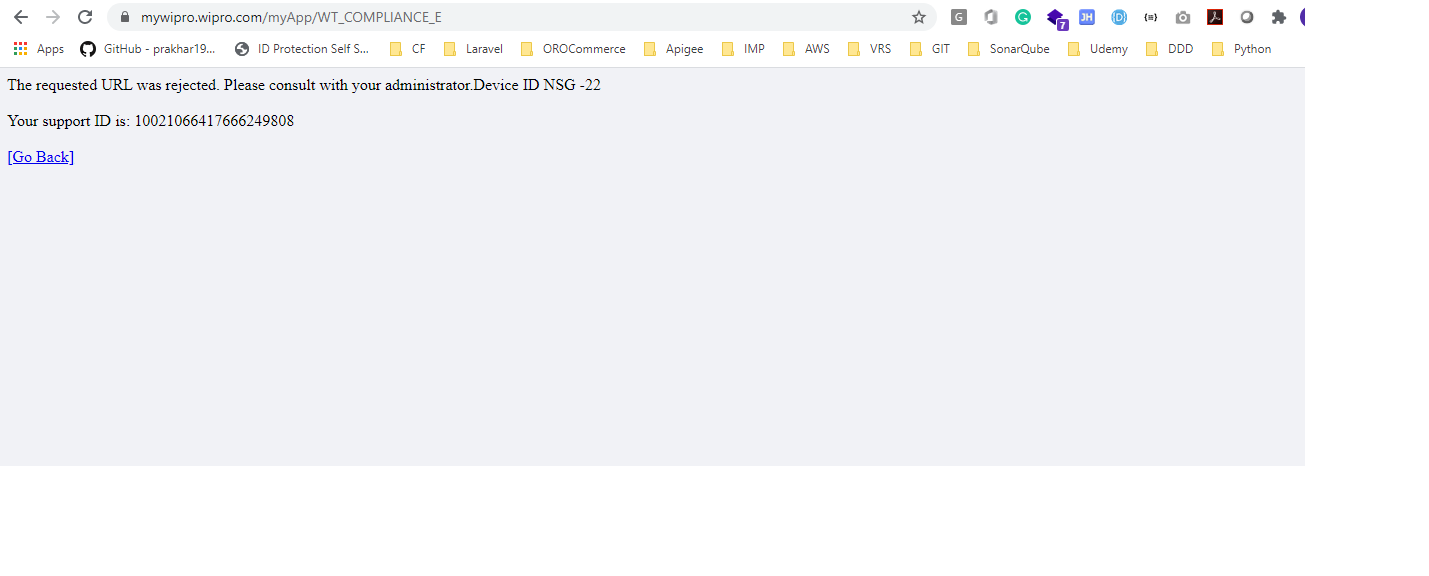 mywipro.wipro.com/myApp/WT_COMPLIANCE_E
G G 7 JH (D) {≡}
Apps GitHub - prakhar19... ID Protection Self S... CF Laravel OROCommerce Apigee IMP AWS VRS GIT SonarQube Udemy DDD Python
The requested URL was rejected. Please consult with your administrator.Device ID NSG -22
Your support ID is: 10021066417666249808
[Go Back]